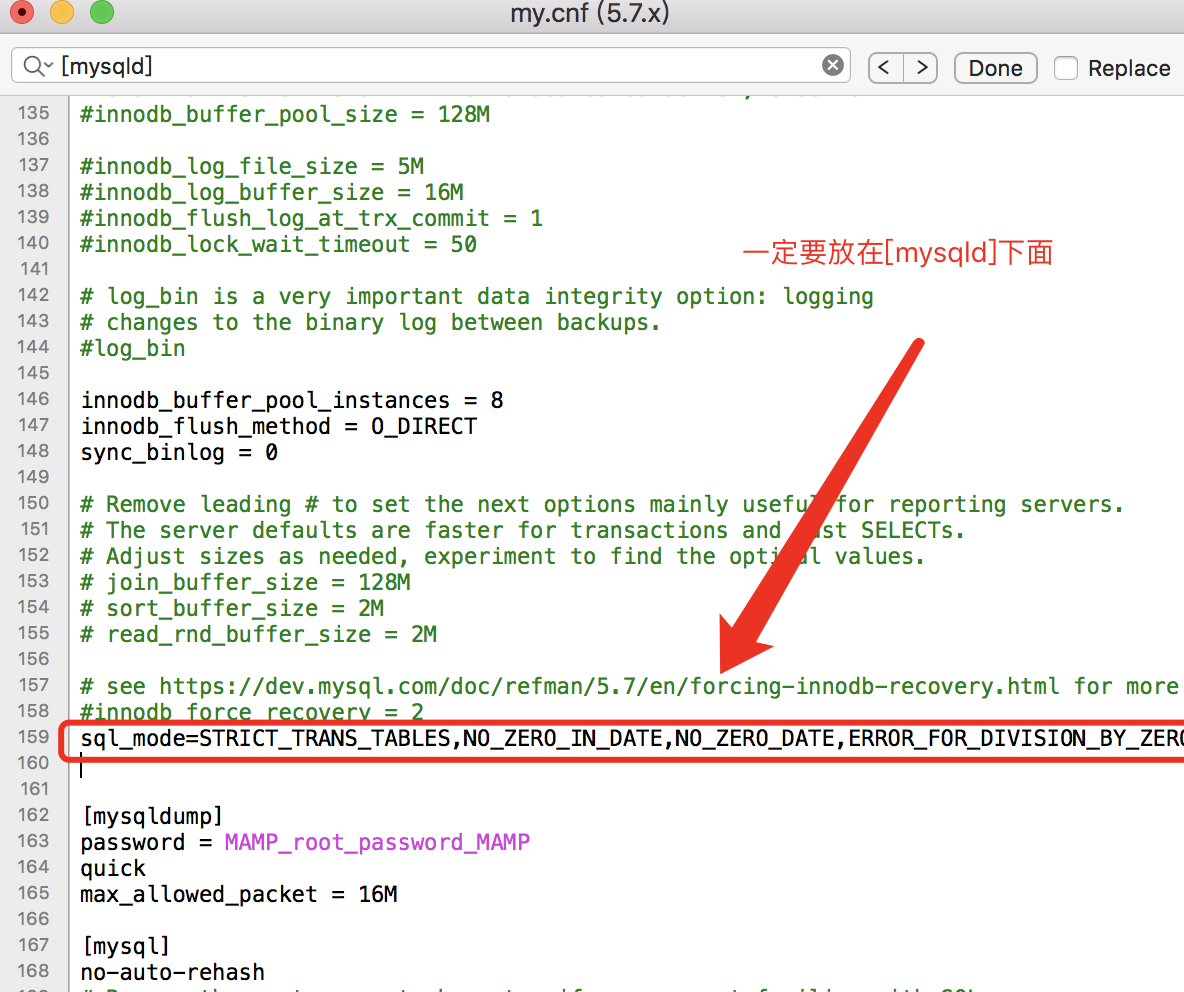 my.cnf (5.7.x)
[mysqld]
< > Done Replace
135 #innodb_buffer_pool_size = 128M
136
137 #innodb_log_file_size = 5M
138 #innodb_log_buffer_size = 16M
139 #innodb_flush_log_at_trx_commit = 1
140 #innodb_lock_wait_timeout = 50
一定要放在[mysqld]下面
141
142 # log_bin is a very important data integrity option: logging
143 # changes to the binary log between backups.
144 #log_bin
145
146 innodb_buffer_pool_instances = 8
147 innodb_flush_method = O_DIRECT
148 sync_binlog = 0
149
150 # Remove leading # to set the next options mainly useful for reporting servers.
151 # The server defaults are faster for transactions and SELECTs.
152 # Adjust sizes as needed, experiment to find the optimal values.
153 # join_buffer_size = 128M
154 # sort_buffer_size = 2M
155 # read_rnd_buffer_size = 2M
156
157 # see https://dev.mysql.com/doc/refman/5.7/en/forcing-innodb-recovery.html for more
158 #innodb_force_recovery = 2
159 sql_mode=STRICT_TRANS_TABLES,NO_ZERO_IN_DATE,NO_ZERO_DATE,ERROR_FOR_DIVISION_BY_ZERO
160
161
162 [mysqldump]
163 password = MAMP_root_password_MAMP
164 quick
165 max_allowed_packet = 16M
166
167 [mysql]
168 no-auto-rehash